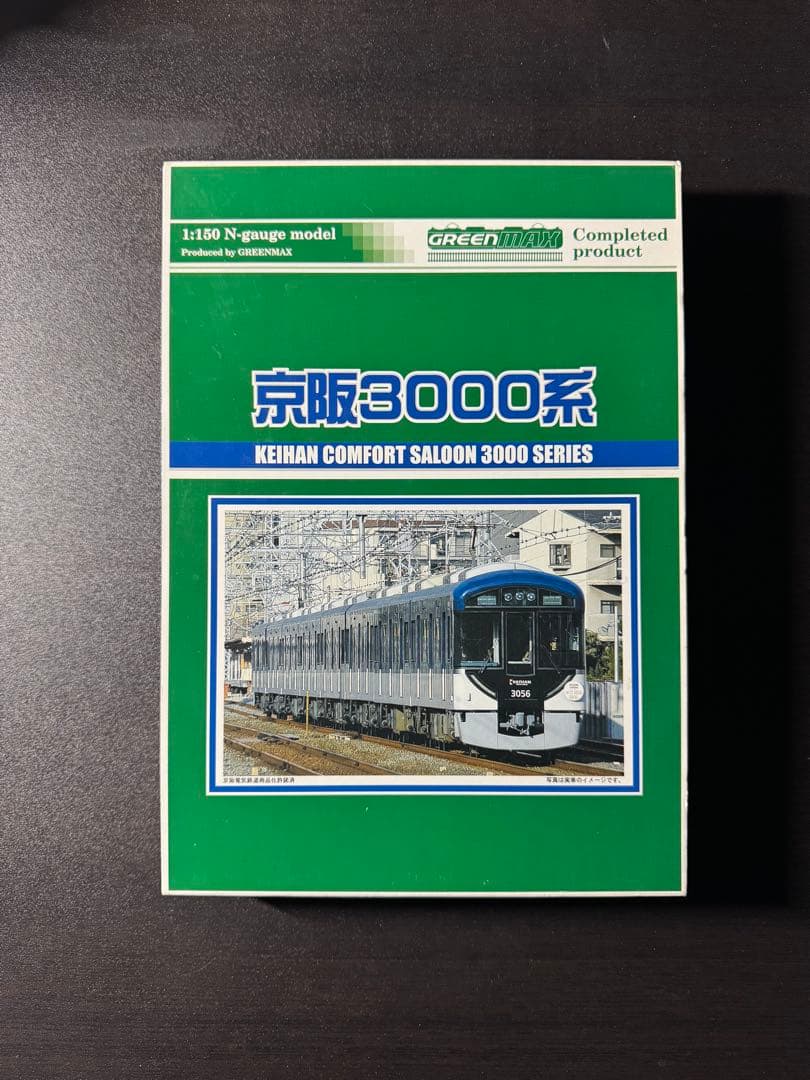 1:150 N-gauge model
Produced by GREENMAX
GREENMAX
Completed
product
京阪3000系
KEIHAN COMFORT SALOON 3000 SERIES
KEIHAN
3056
京阪電気鉄道商品化許諾済
写真は実車のイメージです。